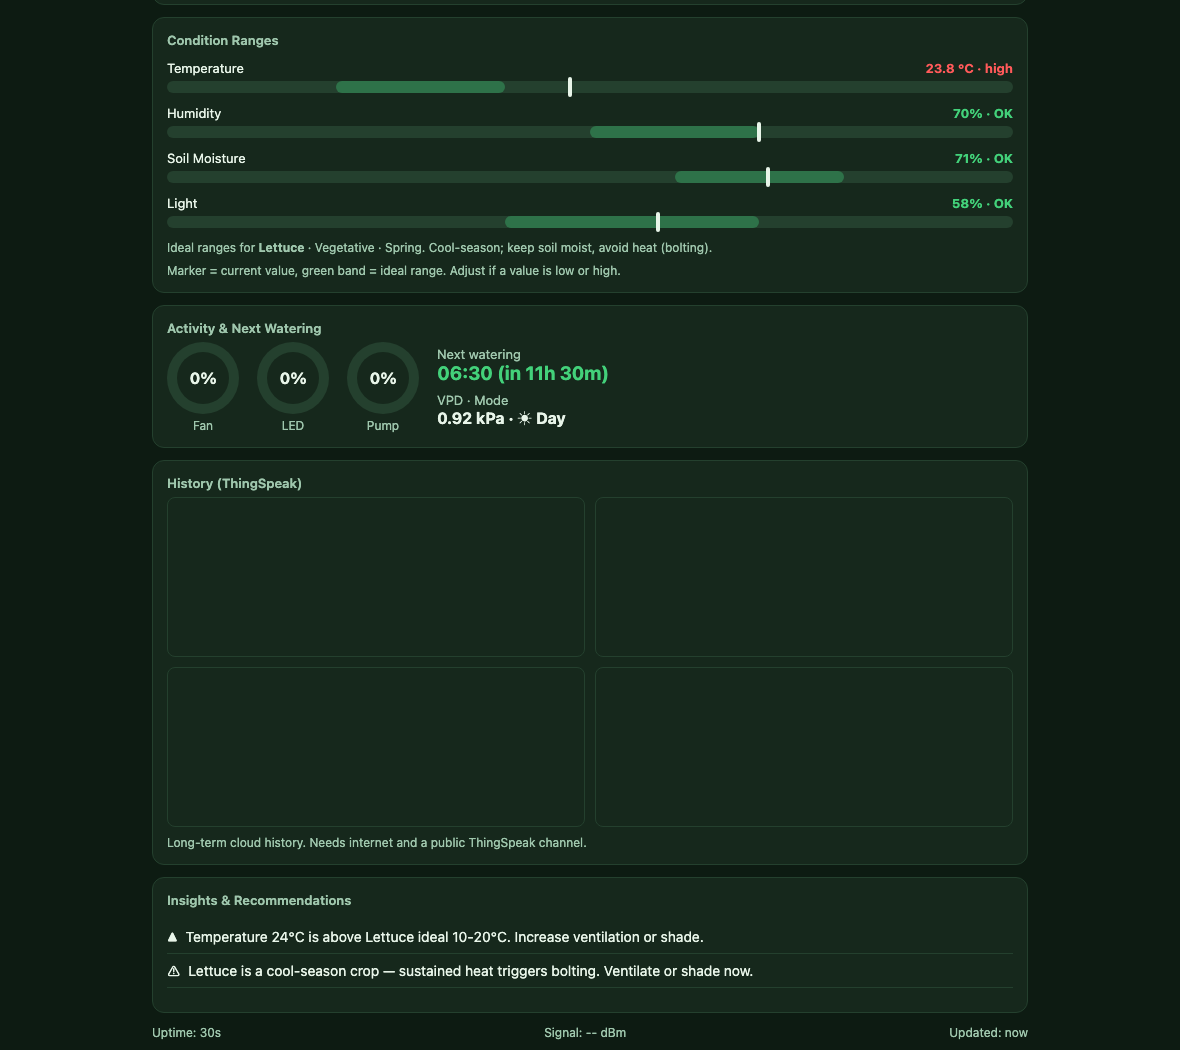 Condition Ranges
Temperature 23.8 °C · high
Humidity 70% · OK
Soil Moisture 71% · OK
Light 58% · OK
Ideal ranges for Lettuce · Vegetative · Spring. Cool-season; keep soil moist, avoid heat (bolting).
Marker = current value, green band = ideal range. Adjust if a value is low or high.
Activity & Next Watering
0% 0% 0%
Fan LED Pump
Next watering
06:30 (in 11h 30m)
VPD · Mode
0.92 kPa · ☀ Day
History (ThingSpeak)
Long-term cloud history. Needs internet and a public ThingSpeak channel.
Insights & Recommendations
▲ Temperature 24°C is above Lettuce ideal 10-20°C. Increase ventilation or shade.
⚠ Lettuce is a cool-season crop — sustained heat triggers bolting. Ventilate or shade now.
Uptime: 30s Signal: -- dBm Updated: now